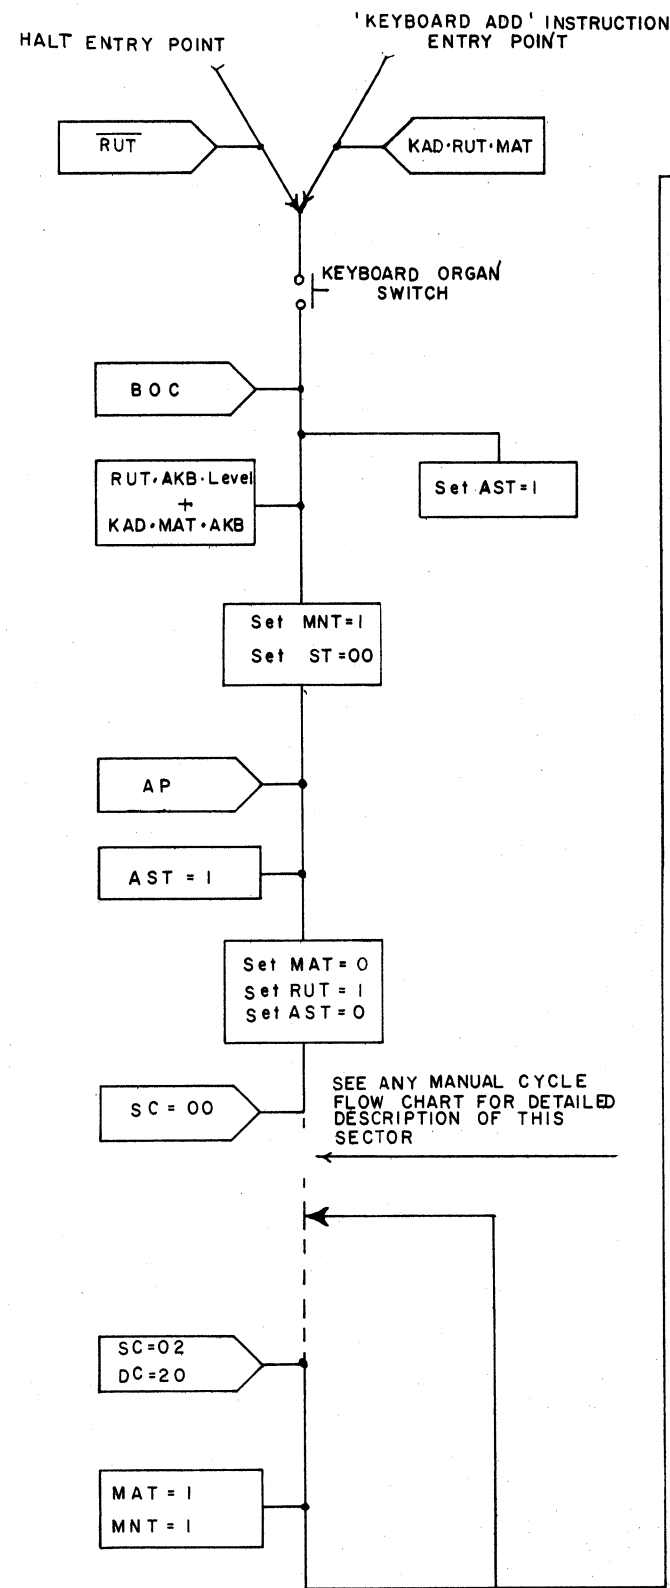 HALT ENTRY POINT
'KEYBOARD ADD' INSTRUCTION
ENTRY POINT
R̅U̅T̅
KAD·RUT·MAT
KEYBOARD ORGAN
SWITCH
BOC
Set AST=1
RUT·AKB·Level
+
KAD·MAT·AKB
Set MNT=1
Set ST=00
AP
AST = 1
Set MAT= 0
Set RUT = 1
Set AST=0
SC= 00
SEE ANY MANUAL CYCLE
FLOW CHART FOR DETAILED
DESCRIPTION OF THIS
SECTOR
SC=02
DC=20
MAT = 1
MNT = 1